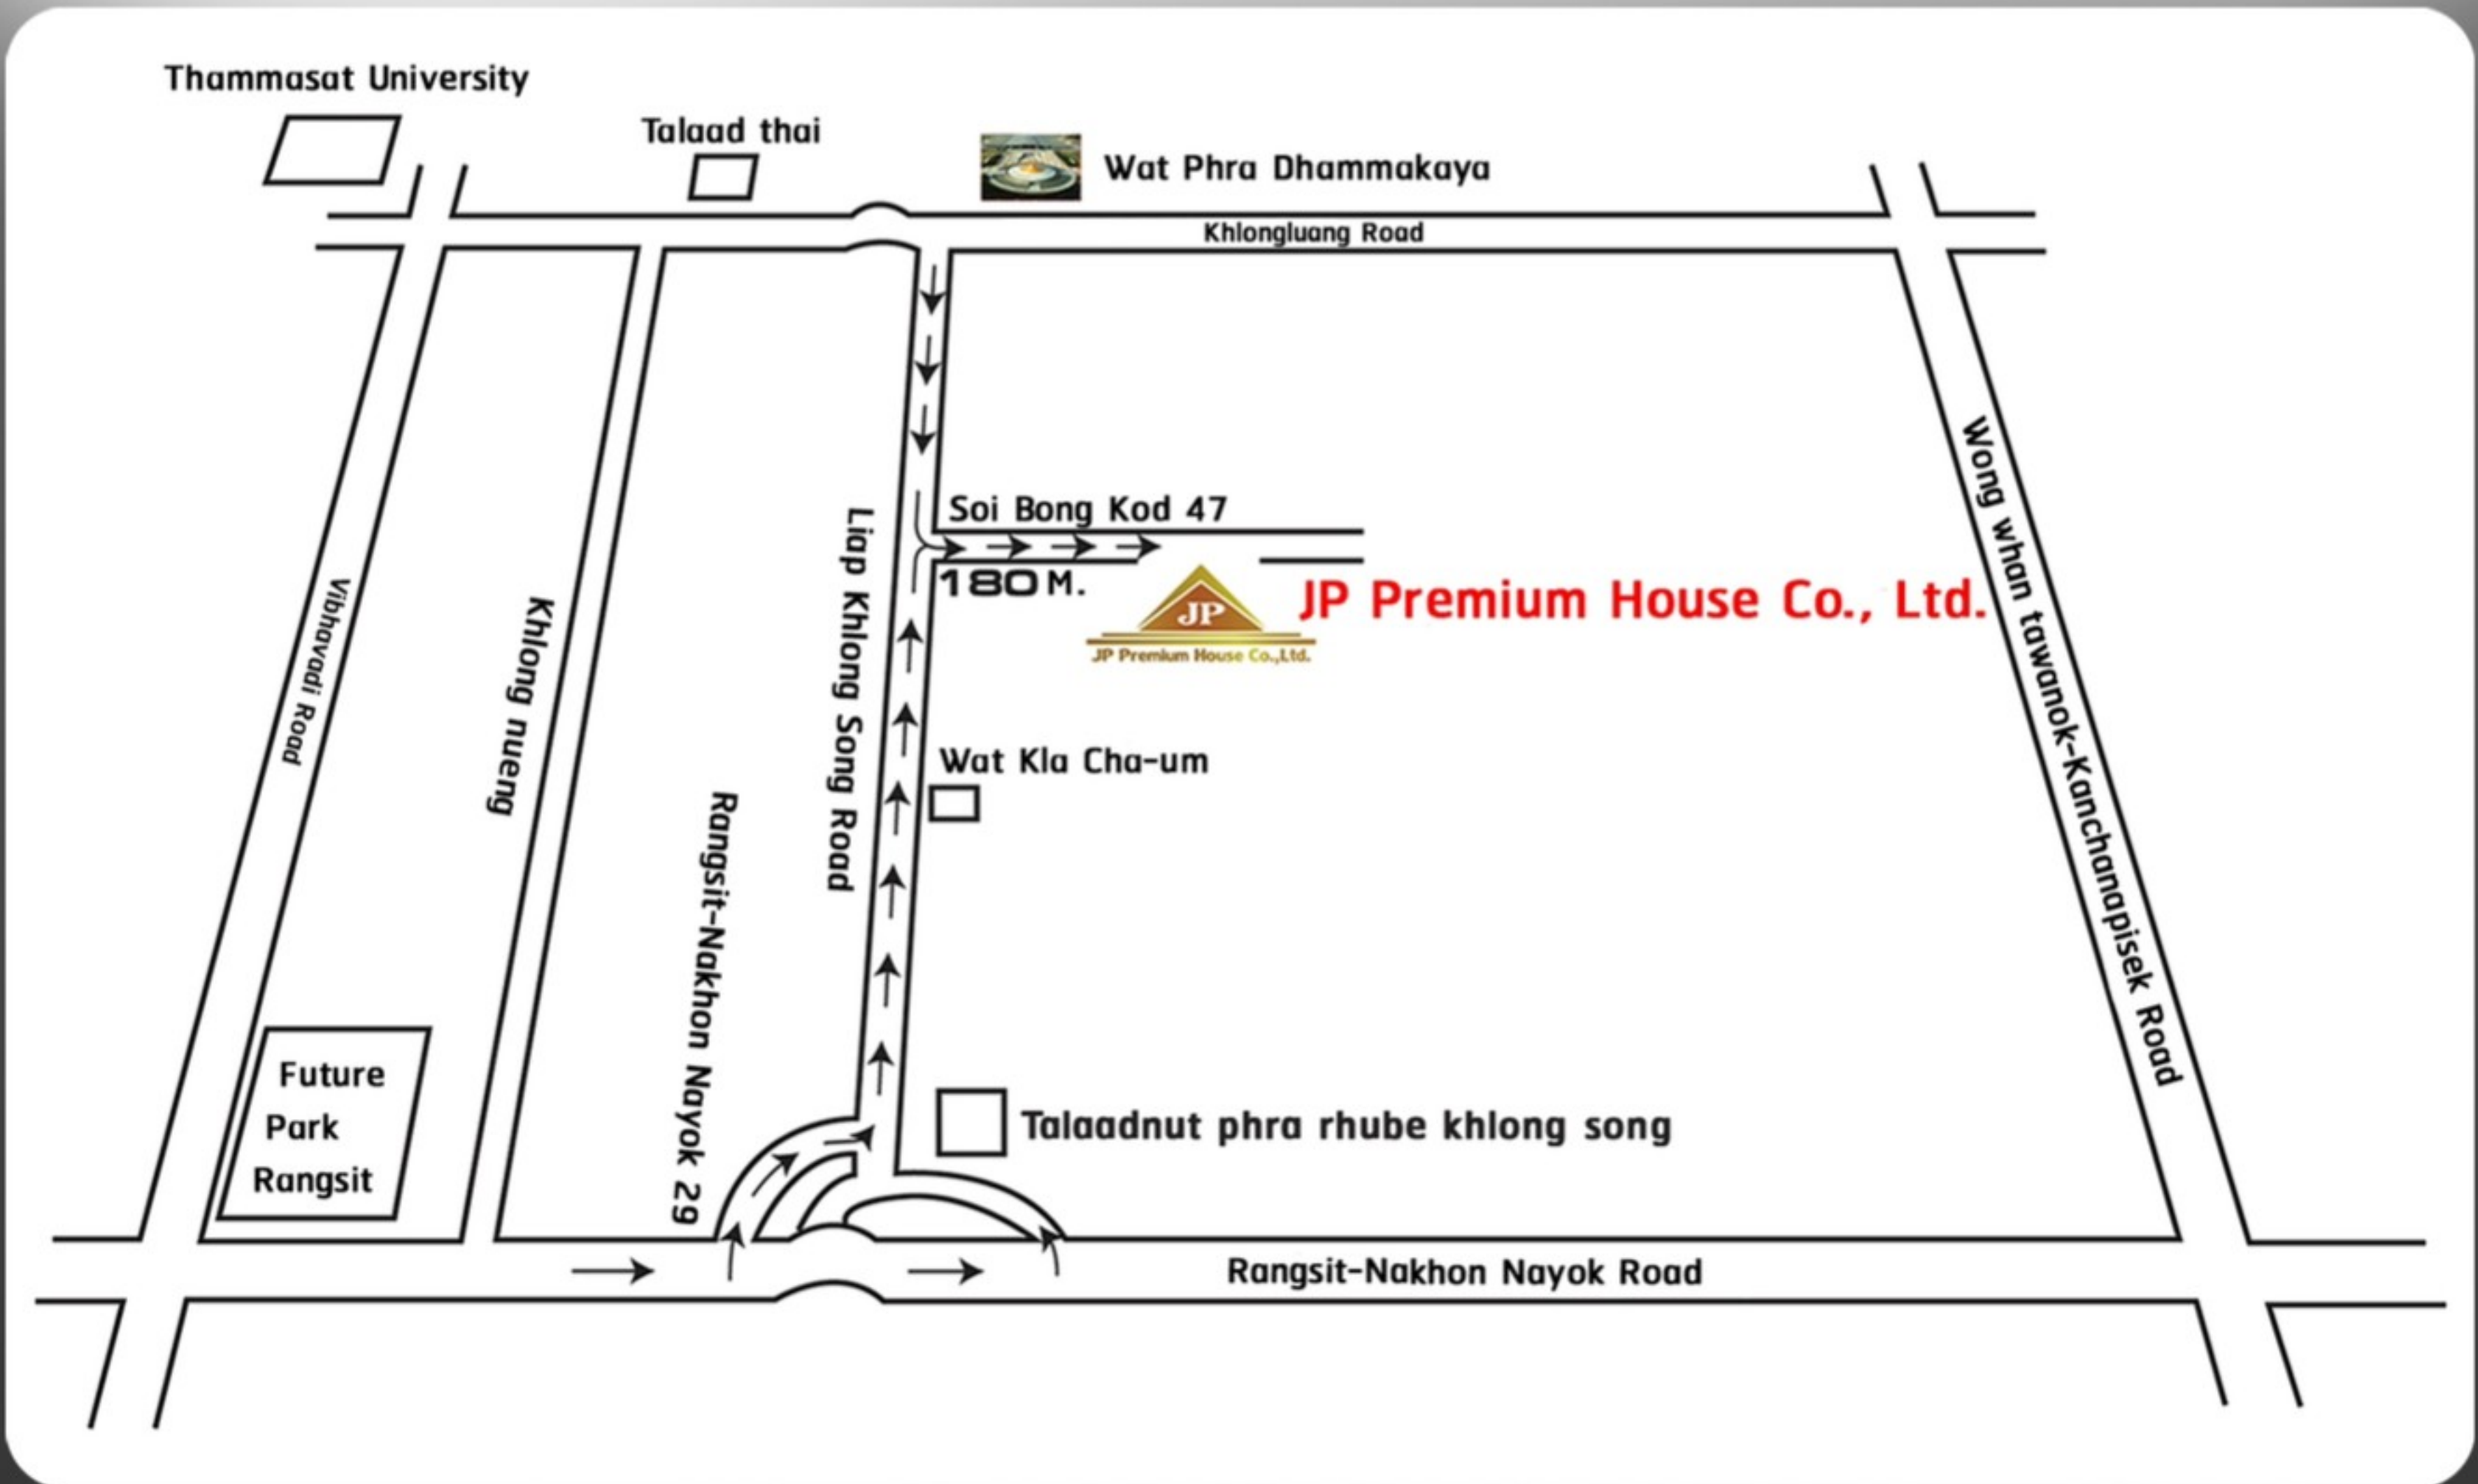 Thammasat University
Talaad thai
Wat Phra Dhammakaya
Khlongluang Road
Soi Bong Kod 47
180 M.
JP
JP Premium House Co.,Ltd.
JP Premium House Co., Ltd.
Wong whan tawanok-Kanchanapisek Road
Vibhavadi Road
Khlong nueng
Liap Khlong Song Road
Wat Kla Cha-um
Rangsit-Nakhon Nayok 29
Future
Park
Rangsit
Talaadnut phra rhube khlong song
Rangsit-Nakhon Nayok Road